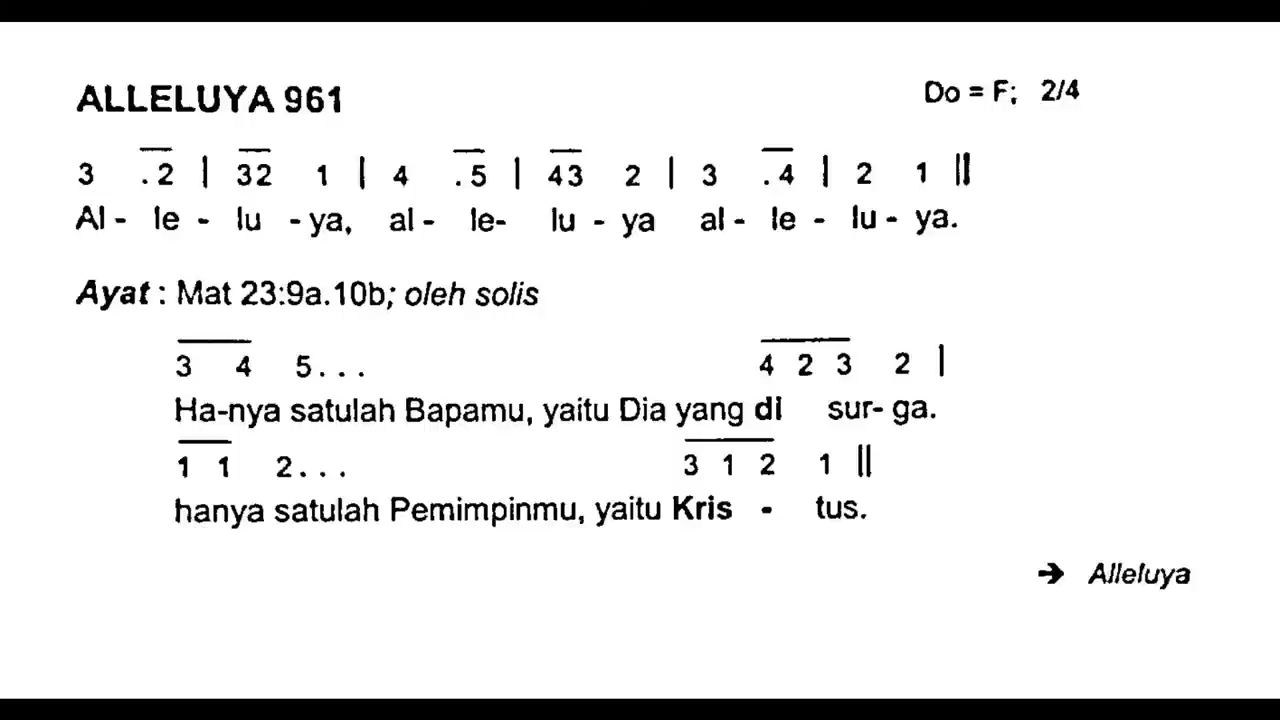 ALLELUYA 961 Do = F; 2/4
3 .2 | 32 1 | 4 .5 | 43 2 | 3 .4 | 2 1 ||
Al - le - lu - ya, al - le- lu - ya al - le - lu - ya.
Ayat : Mat 23:9a.10b; oleh solis
3 4 5... 4 2 3 2 |
Ha-nya satulah Bapamu, yaitu Dia yang di sur- ga.
1 1 2... 3 1 2 1 ||
hanya satulah Pemimpinmu, yaitu Kris - tus.
→ Alleluya